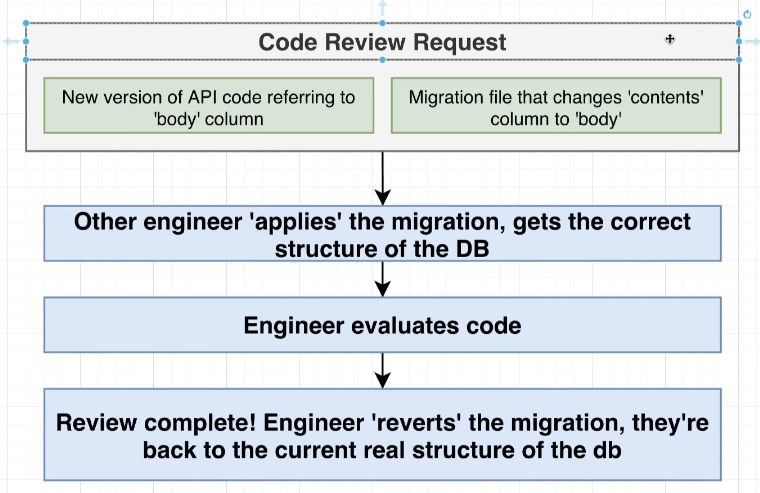 Code Review Request
New version of API code referring to
'body' column
Migration file that changes 'contents'
column to 'body'
Other engineer 'applies' the migration, gets the correct
structure of the DB
Engineer evaluates code
Review complete! Engineer 'reverts' the migration, they're
back to the current real structure of the db